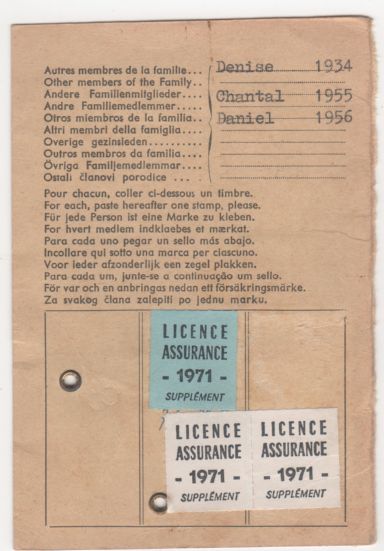 Autres membres de la famille... Denise 1934
Other members of the Family..
Andere Familienmitglieder.... Chantal 1955
Andre Familiemedlemmer.....
Otros miembros de la familia.. Daniel 1956
Altri membri della famiglia....
Overige gezinsieden..........
Outros membros da familia....
Övriga Familjemedlemmar....
Ostali članovi porodice ...
Pour chacun, coller ci-dessous un timbre.
For each, paste hereafter one stamp, please.
Für jede Person ist eine Marke zu kleben.
For hvert medlem indklaebes et mærkat.
Para cada uno pegar un sello más abajo.
Incollare qui sotto una marca per ciascuno.
Voor ieder afzonderlijk een zegel plakken.
Para cada um, junte-se a continuação um sello.
För var och en anbringas nedan ett försäkringsmärke.
Za svakog člana zalepiti po jednu marku.
LICENCE
ASSURANCE
- 1971 -
SUPPLÉMENT
LICENCE
ASSURANCE
- 1971 -
SUPPLÉMENT
LICENCE
ASSURANCE
- 1971 -
SUPPLÉMENT